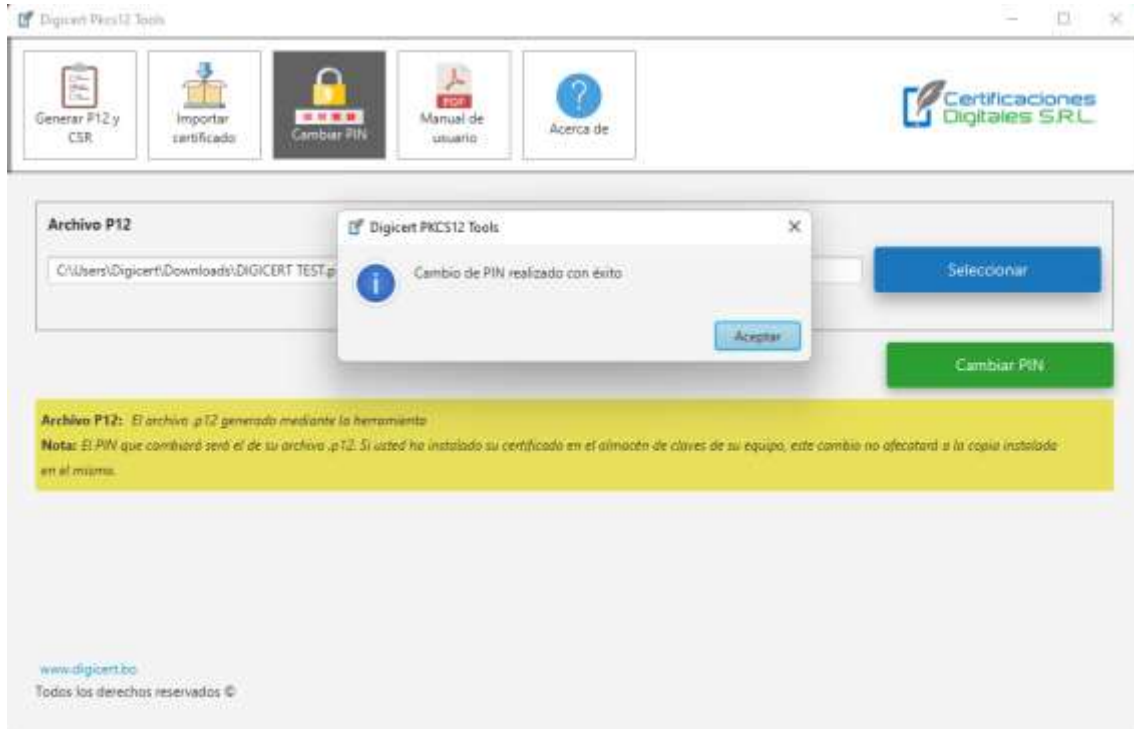 Digicert Pkcs12 Tools
Generar P12 y
CSR
Importar
certificado
Cambiar PIN
PDF
Manual de
usuario
?
Acerca de
Certificaciones
Digitales S.R.L.
Archivo P12
C:\Users\Digicert\Downloads\DIGICERT TEST.p
Seleccionar
Digicert PKCS12 Tools
i
Cambio de PIN realizado con éxito
Aceptar
Cambiar PIN
Archivo P12: El archivo .p12 generado mediante la herramienta
Nota: El PIN que cambiará será el de su archivo .p12. Si usted ha instalado su certificado en el almacén de claves de su equipo, este cambio no afecatará a la copia instalada
en el mismo.
www.digicert.bo
Todos los derechos reservados ©